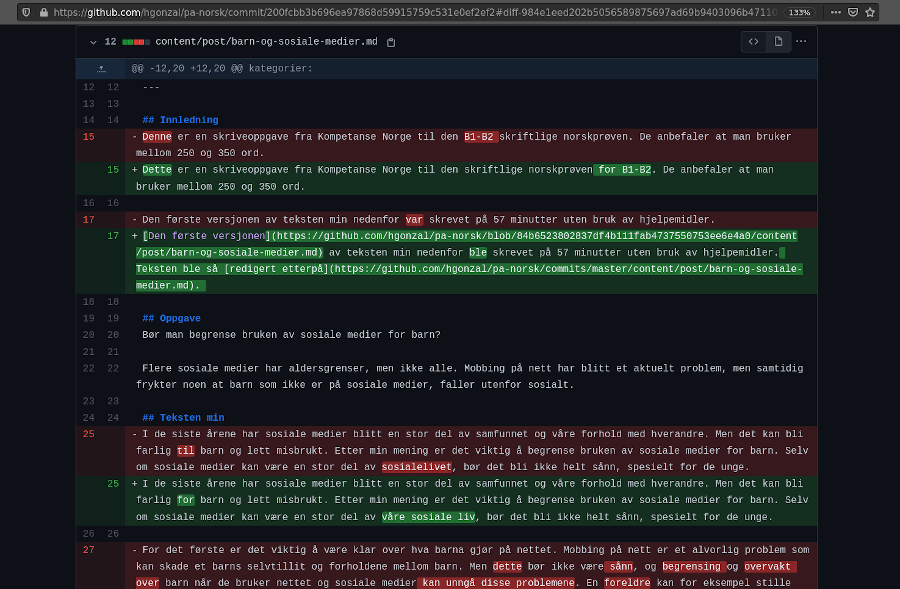 https://github.com/hgonzal/pa-norsk/commit/200fcbb3b696ea97868d59915759c531e0ef2ef2#diff-984e1eed202b5056589875697ad69b9403096b47110 133%
12 content/post/barn-og-sosiale-medier.md
@@ -12,20 +12,20 @@ kategorier:
12 12 ---
13 13
14 14 ## Innledning
15 - Denne er en skriveoppgave fra Kompetanse Norge til den B1-B2 skriftlige norskprøven. De anbefaler at man bruker
mellom 250 og 350 ord.
15 + Dette er en skriveoppgave fra Kompetanse Norge til den skriftlige norskprøven for B1-B2. De anbefaler at man
bruker mellom 250 og 350 ord.
16 16
17 - Den første versjonen av teksten min nedenfor var skrevet på 57 minutter uten bruk av hjelpemidler.
17 + [Den første versjonen](https://github.com/hgonzal/pa-norsk/blob/84b6523802837df4b111fab4737550753ee6e4a0/content
/post/barn-og-sosiale-medier.md) av teksten min nedenfor ble skrevet på 57 minutter uten bruk av hjelpemidler.
Teksten ble så [redigert etterpå](https://github.com/hgonzal/pa-norsk/commits/master/content/post/barn-og-sosiale-
medier.md).
18 18
19 19 ## Oppgave
20 20 Bør man begrense bruken av sosiale medier for barn?
21 21
22 22 Flere sosiale medier har aldersgrenser, men ikke alle. Mobbing på nett har blitt et aktuelt problem, men samtidig
frykter noen at barn som ikke er på sosiale medier, faller utenfor sosialt.
23 23
24 24 ## Teksten min
25 - I de siste årene har sosiale medier blitt en stor del av samfunnet og våre forhold med hverandre. Men det kan bli
farlig til barn og lett misbrukt. Etter min mening er det viktig å begrense bruken av sosiale medier for barn. Selv
om sosiale medier kan være en stor del av sosialelivet, bør det bli ikke helt sånn, spesielt for de unge.
25 + I de siste årene har sosiale medier blitt en stor del av samfunnet og våre forhold med hverandre. Men det kan bli
farlig for barn og lett misbrukt. Etter min mening er det viktig å begrense bruken av sosiale medier for barn. Selv
om sosiale medier kan være en stor del av våre sosiale liv, bør det bli ikke helt sånn, spesielt for de unge.
26 26
27 - For det første er det viktig å være klar over hva barna gjør på nettet. Mobbing på nett er et alvorlig problem som
kan skade et barns selvtillit og forholdene mellom barn. Men dette bør ikke være sånn, og begrensing og overvakt
over barn når de bruker nettet og sosiale medier kan unngå disse problemene. En foreldre kan for eksempel stille